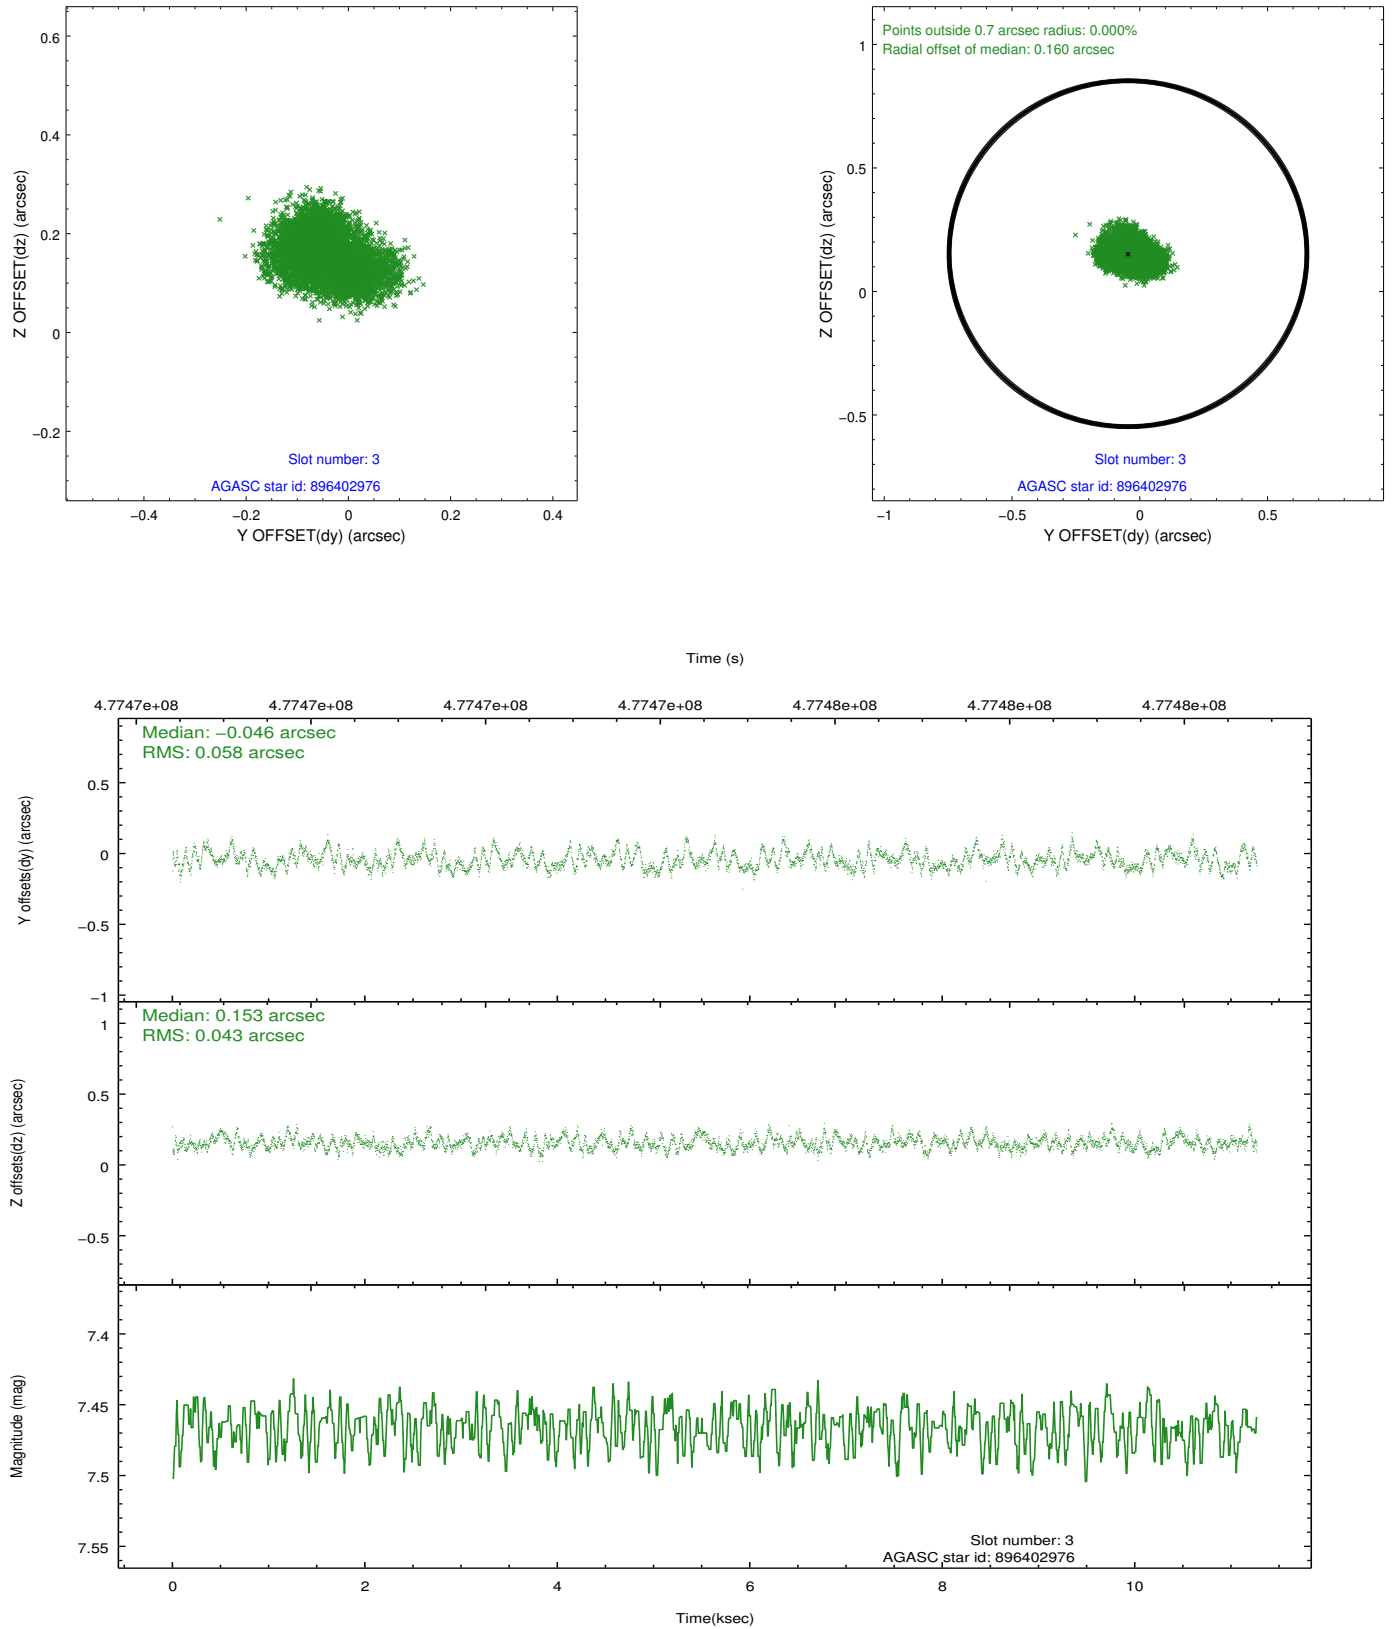 0.6
0.4
0.2
0
−0.2
Z OFFSET(dz) (arcsec)
Slot number: 3
AGASC star id: 896402976
−0.4 −0.2 0 0.2 0.4
Y OFFSET(dy) (arcsec)
Points outside 0.7 arcsec radius: 0.000%
Radial offset of median: 0.160 arcsec
1
0.5
0
−0.5
Z OFFSET(dz) (arcsec)
Slot number: 3
AGASC star id: 896402976
−1 −0.5 0 0.5
Y OFFSET(dy) (arcsec)
Time (s)
4.7747e+08 4.7747e+08 4.7747e+08 4.7747e+08 4.7748e+08 4.7748e+08 4.7748e+08
Median: −0.046 arcsec
RMS: 0.058 arcsec
0.5
0
−0.5
−1
Y offsets(dy) (arcsec)
Median: 0.153 arcsec
RMS: 0.043 arcsec
1
0.5
0
−0.5
Z offsets(dz) (arcsec)
7.4
7.45
7.5
7.55
Magnitude (mag)
Slot number: 3
AGASC star id: 896402976
0 2 4 6 8 10
Time(ksec)